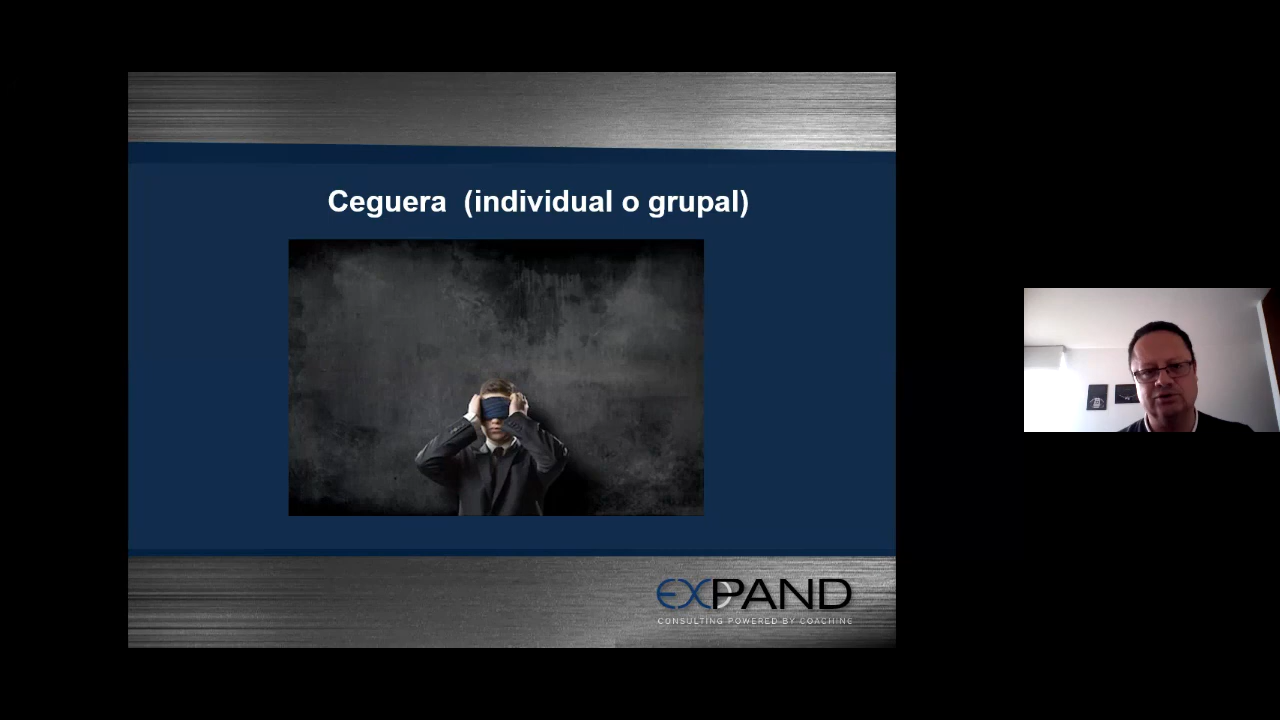 Ceguera  (individual o grupal)
EXPAND
CONSULTING POWERED BY COACHING